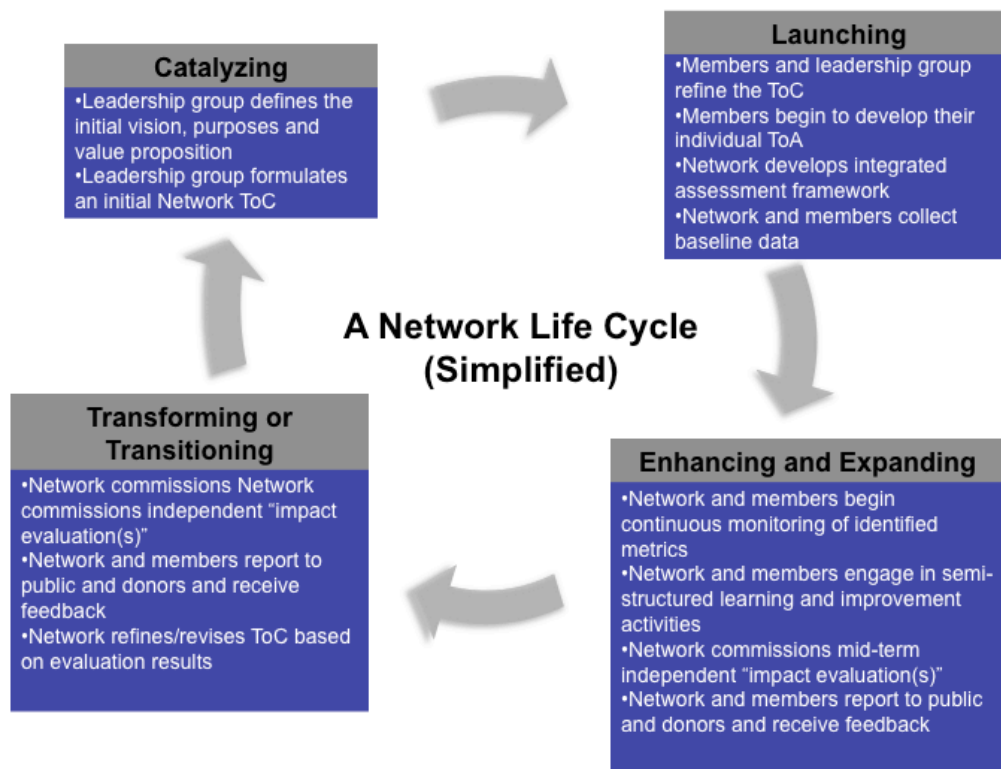 Catalyzing
•Leadership group defines the
initial vision, purposes and
value proposition
•Leadership group formulates
an initial Network ToC
Launching
•Members and leadership group
refine the ToC
•Members begin to develop their
individual ToA
•Network develops integrated
assessment framework
•Network and members collect
baseline data
A Network Life Cycle
(Simplified)
Transforming or
Transitioning
•Network commissions Network
commissions independent “impact
evaluation(s)”
•Network and members report to
public and donors and receive
feedback
•Network refines/revises ToC based
on evaluation results
Enhancing and Expanding
•Network and members begin
continuous monitoring of identified
metrics
•Network and members engage in semi-
structured learning and improvement
activities
•Network commissions mid-term
independent “impact evaluation(s)”
•Network and members report to public
and donors and receive feedback